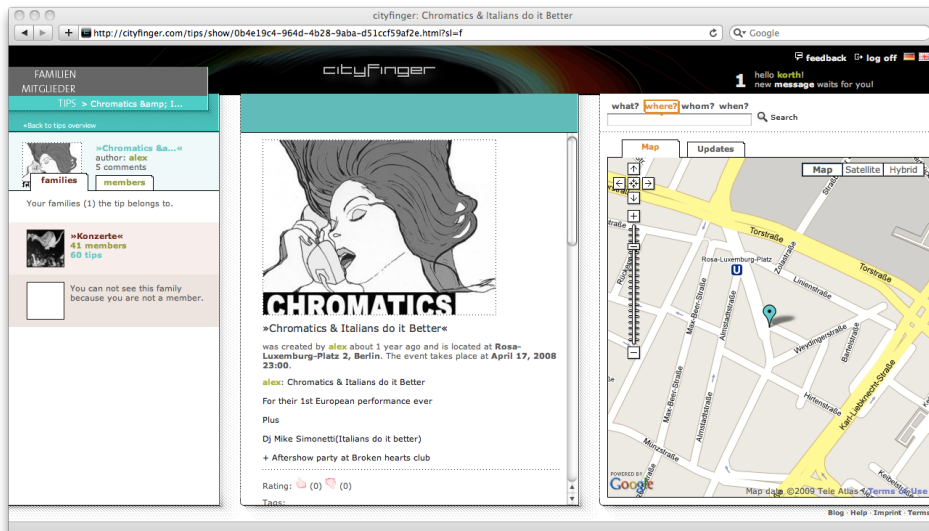 cityfinger: Chromatics & Italians do it Better
http://cityfinger.com/tips/show/0b4e19c4-964d-4b28-9aba-d51ccf59af2e.html?sl=f
Google
feedback log off
cityfinger
1 hello korth!
new message waits for you!
FAMILIEN
MITGLIEDER
TIPS > Chromatics &amp; I...
«Back to tips overview
»Chromatics &a...«
author: alex
5 comments
families members
Your families (1) the tip belongs to.
»Konzerte«
41 members
60 tips
You can not see this family
because you are not a member.
CHROMATICS
»Chromatics & Italians do it Better«
was created by alex about 1 year ago and is located at Rosa-
Luxemburg-Platz 2, Berlin. The event takes place at April 17, 2008
23:00.
alex: Chromatics & Italians do it Better
For their 1st European performance ever
Plus
Dj Mike Simonetti(Italians do it better)
+ Aftershow party at Broken hearts club
Rating: (0) (0)
Tags:
what? where? whom? when?
Search
Map Updates
Map Satellite Hybrid
Torstraße
Torstraße
Zolastraße
Rosa-Luxemburg-Platz
U
Linienstraße
Max-Beer-Straße
Almstadtstraße
Weydingerstraße
Bartelstraße
Hirtenstraße
Karl-Liebknecht-Straße
Max-Beer-Straße
Almstadtstraße
Münzstraße
POWERED BY
Google
Map data ©2009 Tele Atlas - Terms of Use
Blog · Help · Imprint · Terms